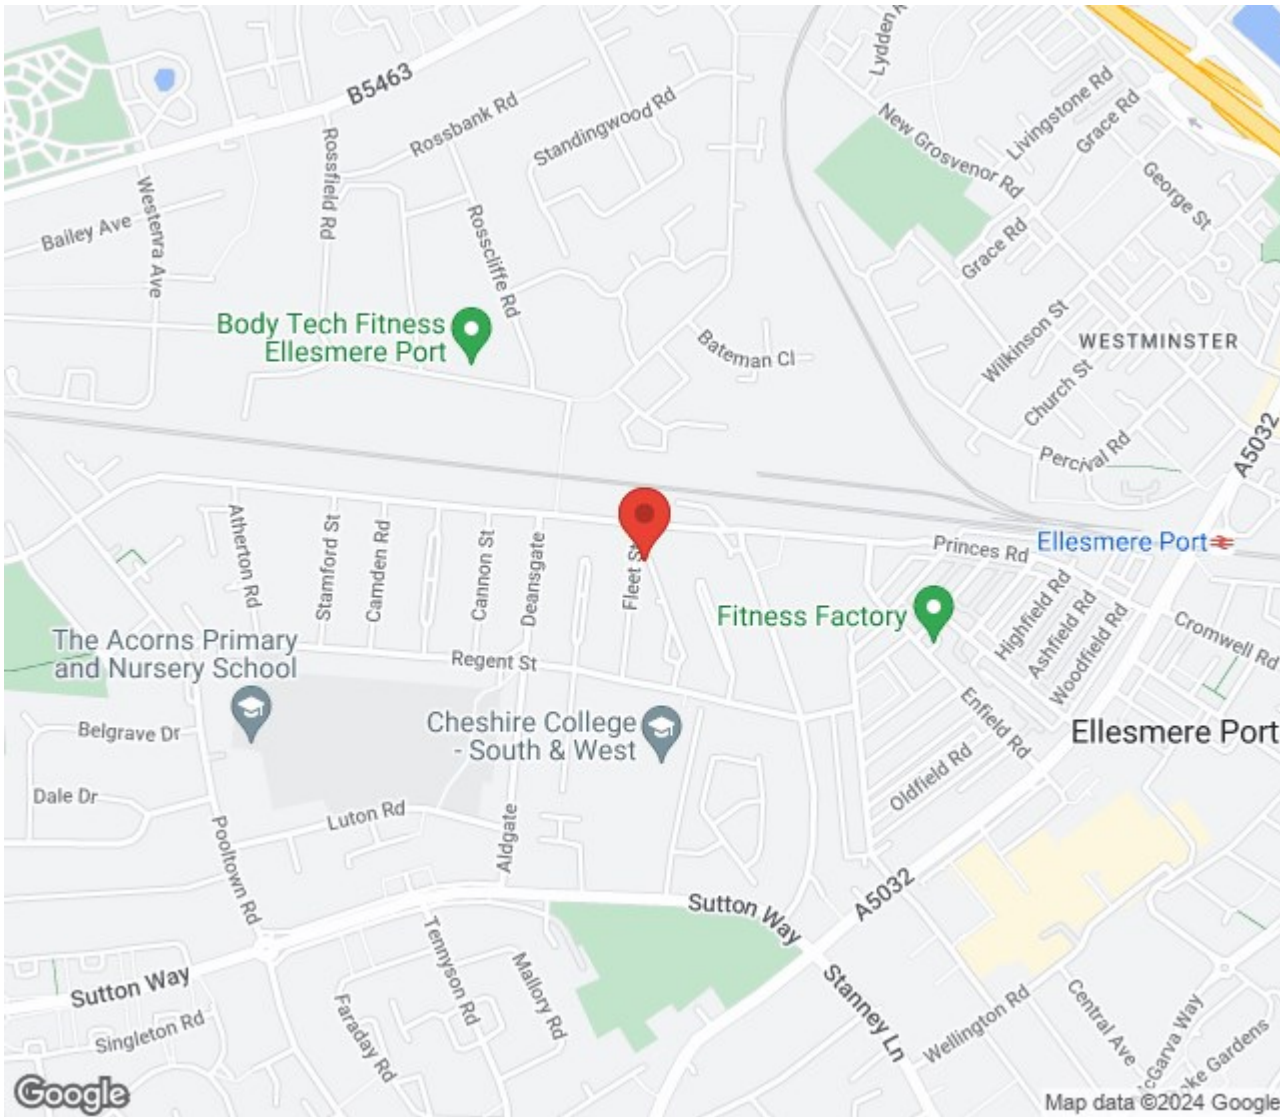 B5463
Rossbank Rd
Standingwood Rd
Lydden A
New Grosvenor Rd
Livingstone Rd
Grace Rd
George St
Rossfield Rd
Westenra Ave
Bailey Ave
Rosscliffe Rd
Grace Rd
Body Tech Fitness
Ellesmere Port
Bateman Cl
Wilkinson St
WESTMINSTER
Church St
Percival Rd
A5032
Atherton Rd
Stamford St
Camden Rd
Cannon St
Deansgate
Fleet St
Princes Rd
Ellesmere Port
Fitness Factory
Highfield Rd
Ashfield Rd
Woodfield Rd
Cromwell Rd
The Acorns Primary
and Nursery School
Regent St
Belgrave Dr
Cheshire College
- South & West
Enfield Rd
Ellesmere Port
Dale Dr
Luton Rd
Oldfield Rd
Pooltown Rd
Aldgate
A5032
Sutton Way
Sutton Way
Tennyson Rd
Mallory Rd
Faraday Rd
Singleton Rd
Stanney Ln
Wellington Rd
Central Ave
McGarva Way
oke Gardens
Google
Map data ©2024 Google